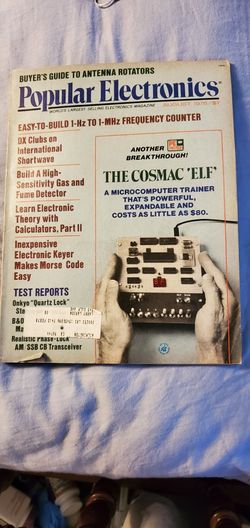 BUYER'S GUIDE TO ANTENNA ROTATORS
Popular Electronics
WORLD'S LARGEST-SELLING ELECTRONICS MAGAZINE AUGUST 1976/$1
EASY-TO-BUILD 1-Hz TO 1-MHz FREQUENCY COUNTER
DX Clubs on
International
Shortwave
Build A High-
Sensitivity Gas and
Fume Detector
Learn Electronic
Theory with
Calculators, Part II
Inexpensive
Electronic Keyer
Makes Morse Code
Easy
TEST REPORTS
Onkyo "Quartz Lock"
Ste
B&O
Ma
Realistic Phase-Lock
AM/SSB CB Transceiver
ANOTHER
BREAKTHROUGH!
THE COSMAC 'ELF'
A MICROCOMPUTER TRAINER
THAT'S POWERFUL,
EXPANDABLE AND
COSTS AS LITTLE AS $80.